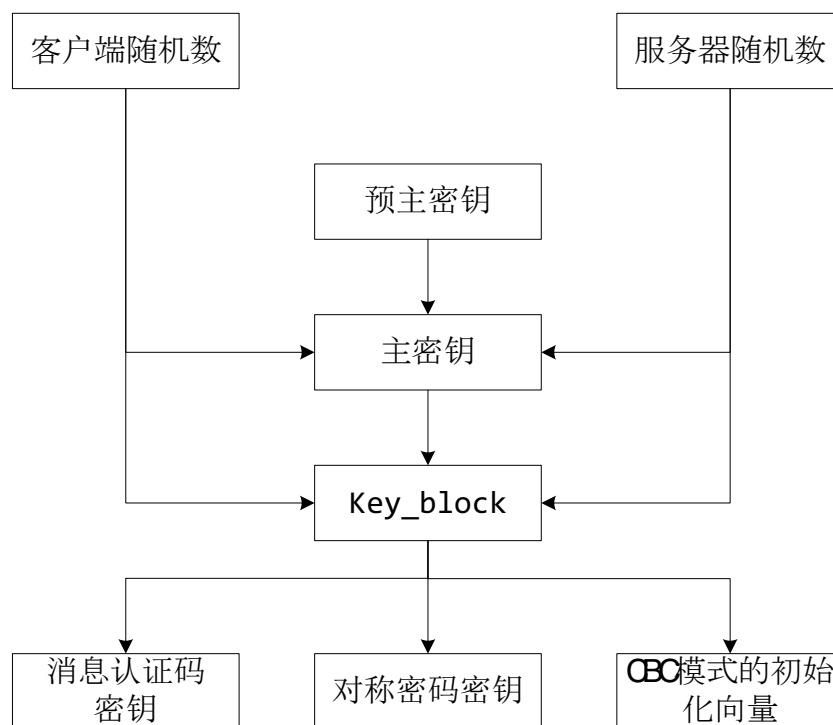 客户端随机数
服务器随机数
预主密钥
主密钥
Key_block
消息认证码
密钥
对称密码密钥
CBC模式的初始
化向量